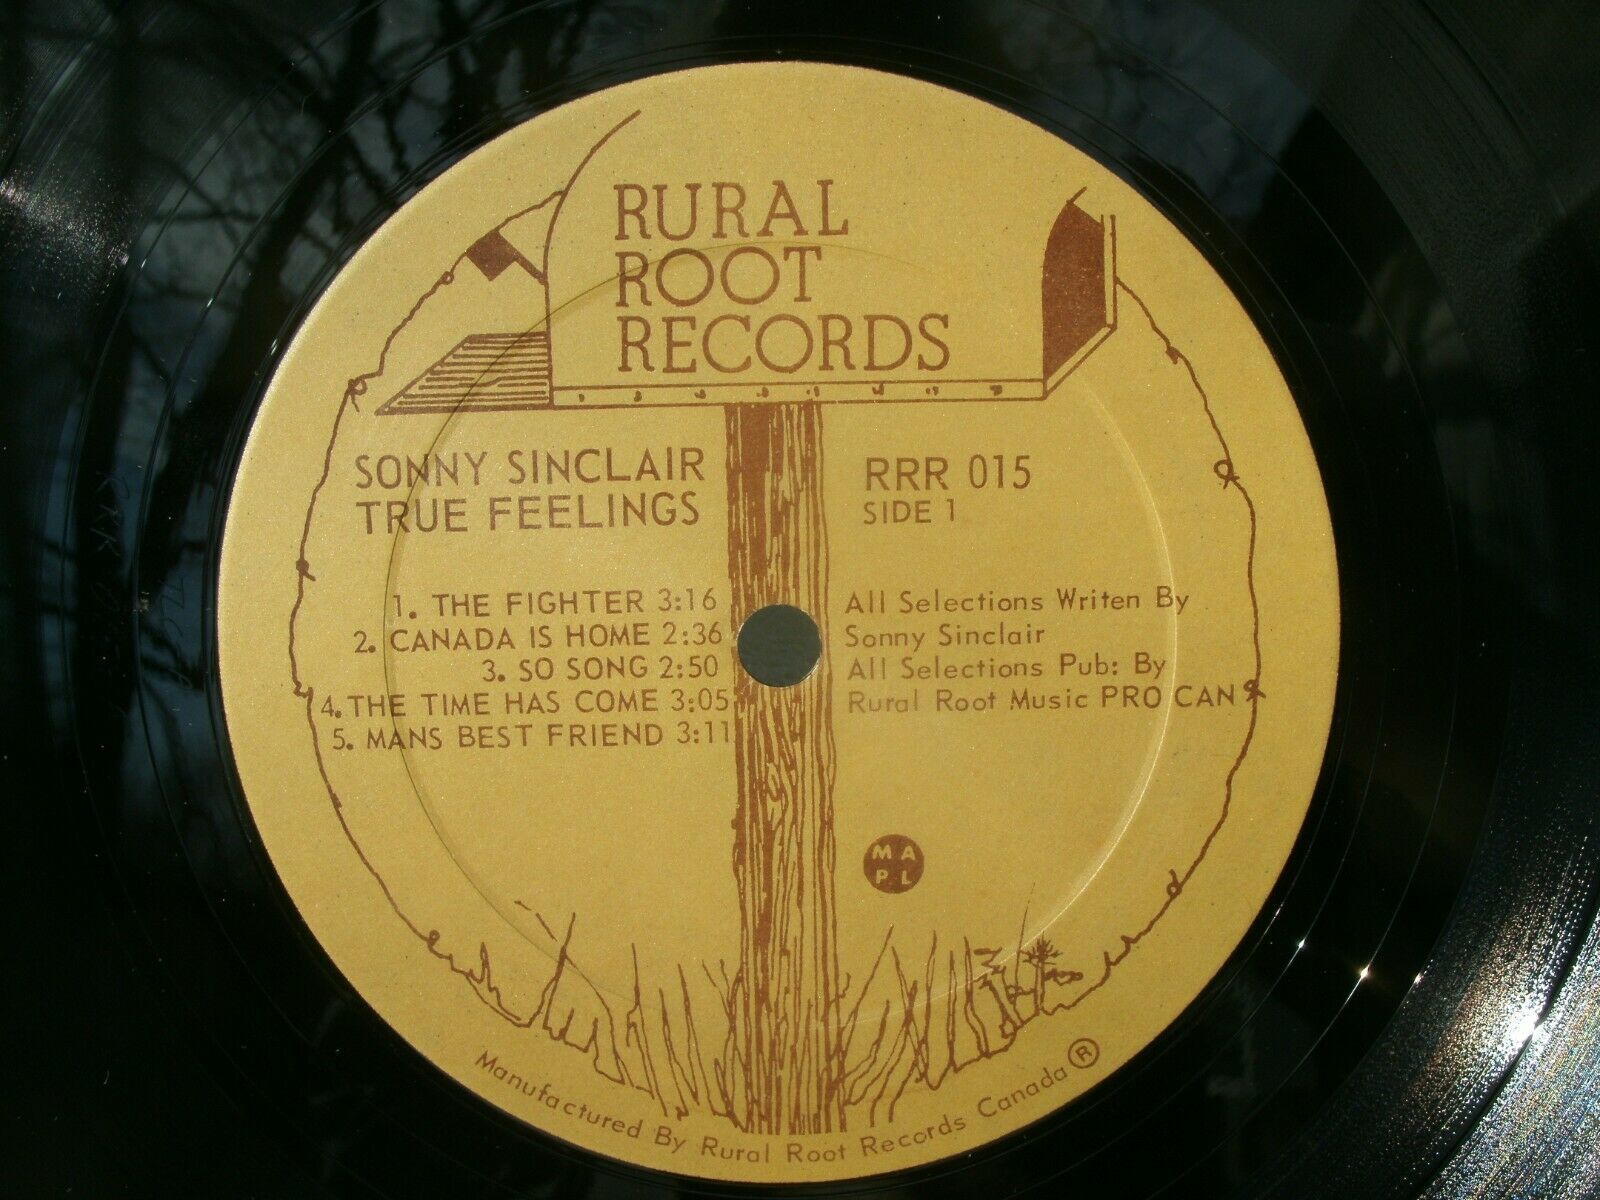 RURAL
ROOT
RECORDS
SONNY SINCLAIR
TRUE FEELINGS
RRR 015
SIDE 1
1. THE FIGHTER 3:16
2. CANADA IS HOME 2:36
3. SO SONG 2:50
4. THE TIME HAS COME 3:05
5. MANS BEST FRIEND 3:11
All Selections Writen By
Sonny Sinclair
All Selections Pub: By
Rural Root Music PRO CAN
M A
P L
Manufactured By Rural Root Records Canada ®